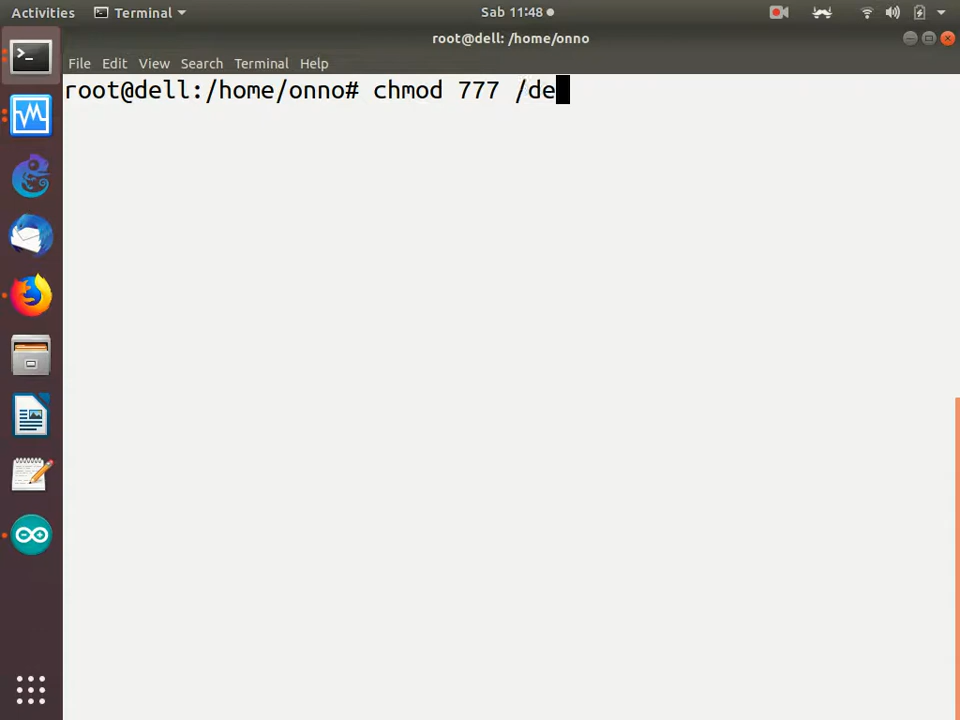 Activities Terminal Sab 11:48
root@dell: /home/onno
File Edit View Search Terminal Help
root@dell:/home/onno# chmod 777 /de